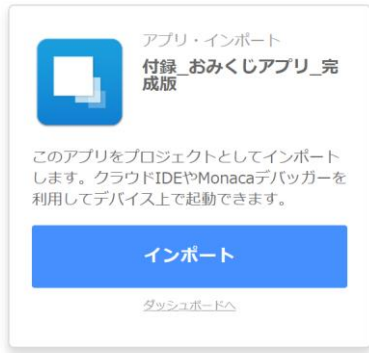 アプリ・インポート
付録_おみくじアプリ_完
成版
このアプリをプロジェクトとしてインポート
します。クラウドIDEやMonacaデバッガーを
利用してデバイス上で起動できます。
インポート
ダッシュボードへ